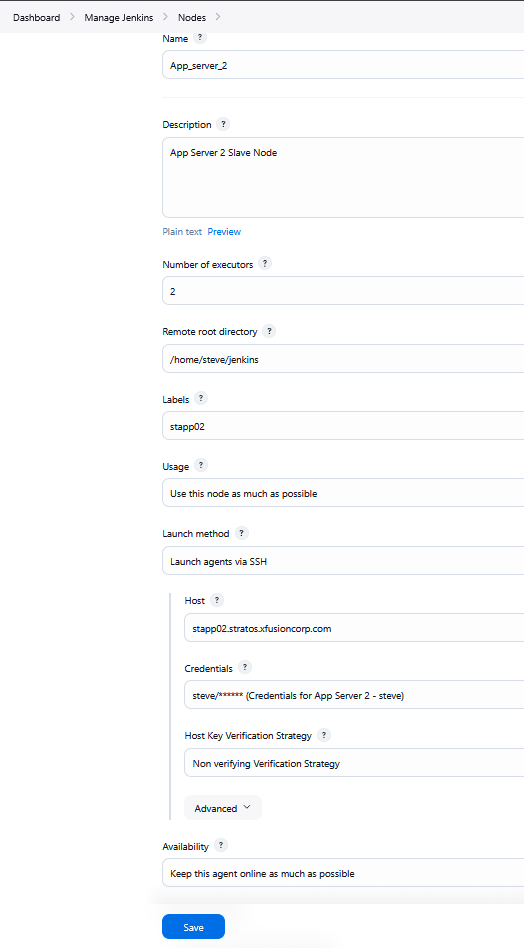 Dashboard > Manage Jenkins > Nodes >
Name ?
App_server_2
Description ?
App Server 2 Slave Node
Plain text Preview
Number of executors ?
2
Remote root directory ?
/home/steve/jenkins
Labels ?
stapp02
Usage ?
Use this node as much as possible
Launch method ?
Launch agents via SSH
Host ?
stapp02.stratos.xfusioncorp.com
Credentials ?
steve/****** (Credentials for App Server 2 - steve)
Host Key Verification Strategy ?
Non verifying Verification Strategy
Advanced
Availability ?
Keep this agent online as much as possible
Save